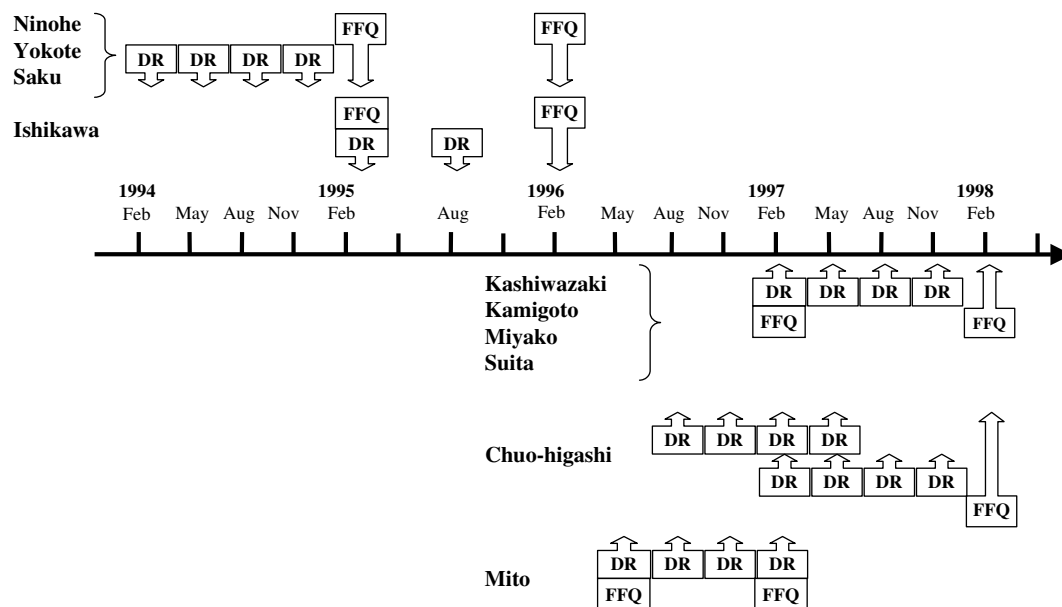 Ninohe
Yokote
Saku
DR DR DR DR
FFQ FFQ
Ishikawa
FFQ FFQ
DR DR
1994 1995 1996 1997 1998
Feb May Aug Nov Feb Aug Feb May Aug Nov Feb May Aug Nov Feb
Kashiwazaki
Kamigoto
Miyako
Suita
DR DR DR DR
FFQ FFQ
Chuo-higashi
DR DR DR DR
DR DR DR DR
FFQ
Mito
DR DR DR DR
FFQ FFQ